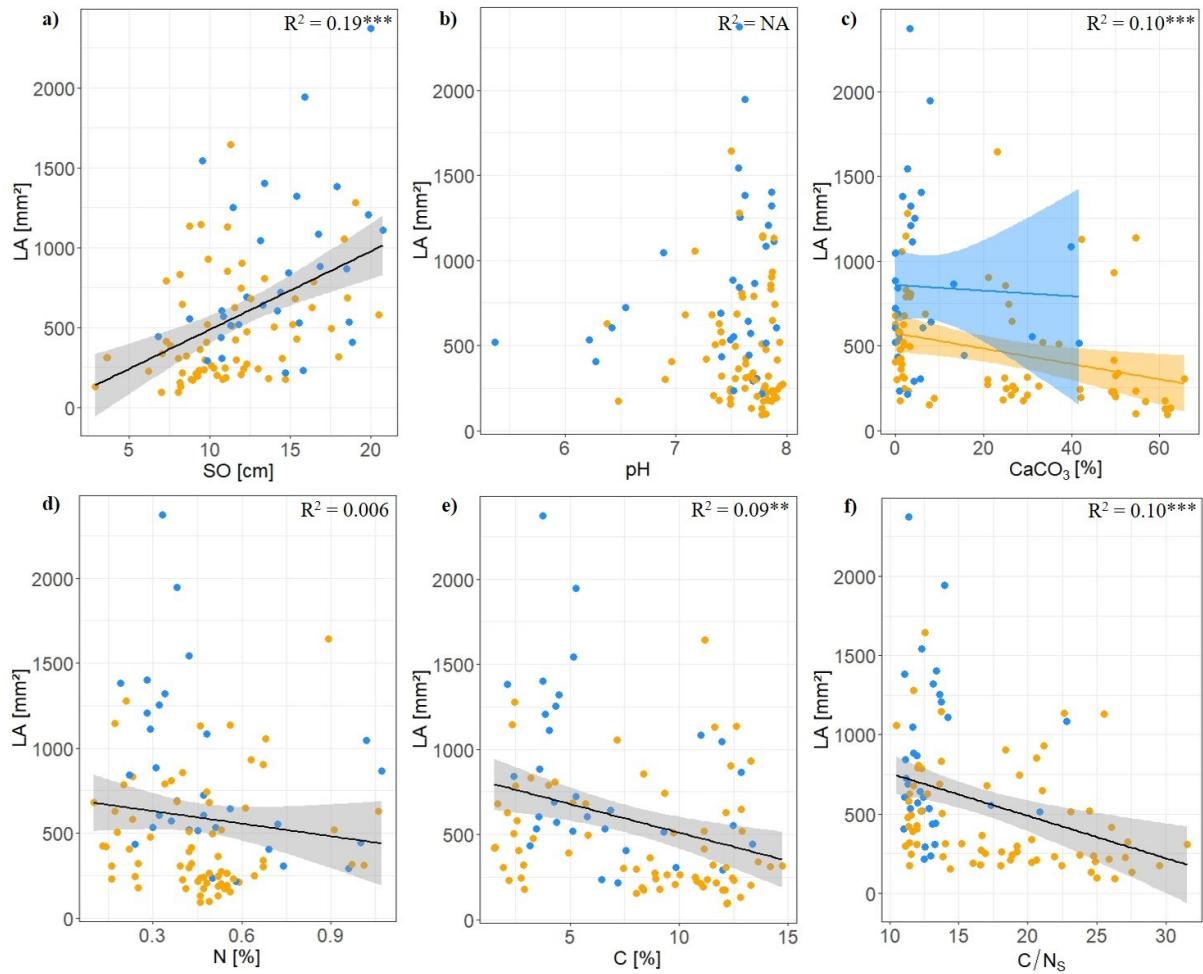 a)
R² = 0.19***
LA [mm²]
2000
1500
1000
500
0
5
10
15
20
SO [cm]
b)
R² = NA
LA [mm²]
2000
1500
1000
500
0
6
7
8
pH
c)
R² = 0.10***
LA [mm²]
2000
1500
1000
500
0
0
20
40
60
CaCO₃ [%]
d)
R² = 0.006
LA [mm²]
2000
1500
1000
500
0
0.3
0.6
0.9
N [%]
e)
R² = 0.09**
LA [mm²]
2000
1500
1000
500
0
5
10
15
C [%]
f)
R² = 0.10***
LA [mm²]
2000
1500
1000
500
0
10
15
20
25
30
C/Nₛ